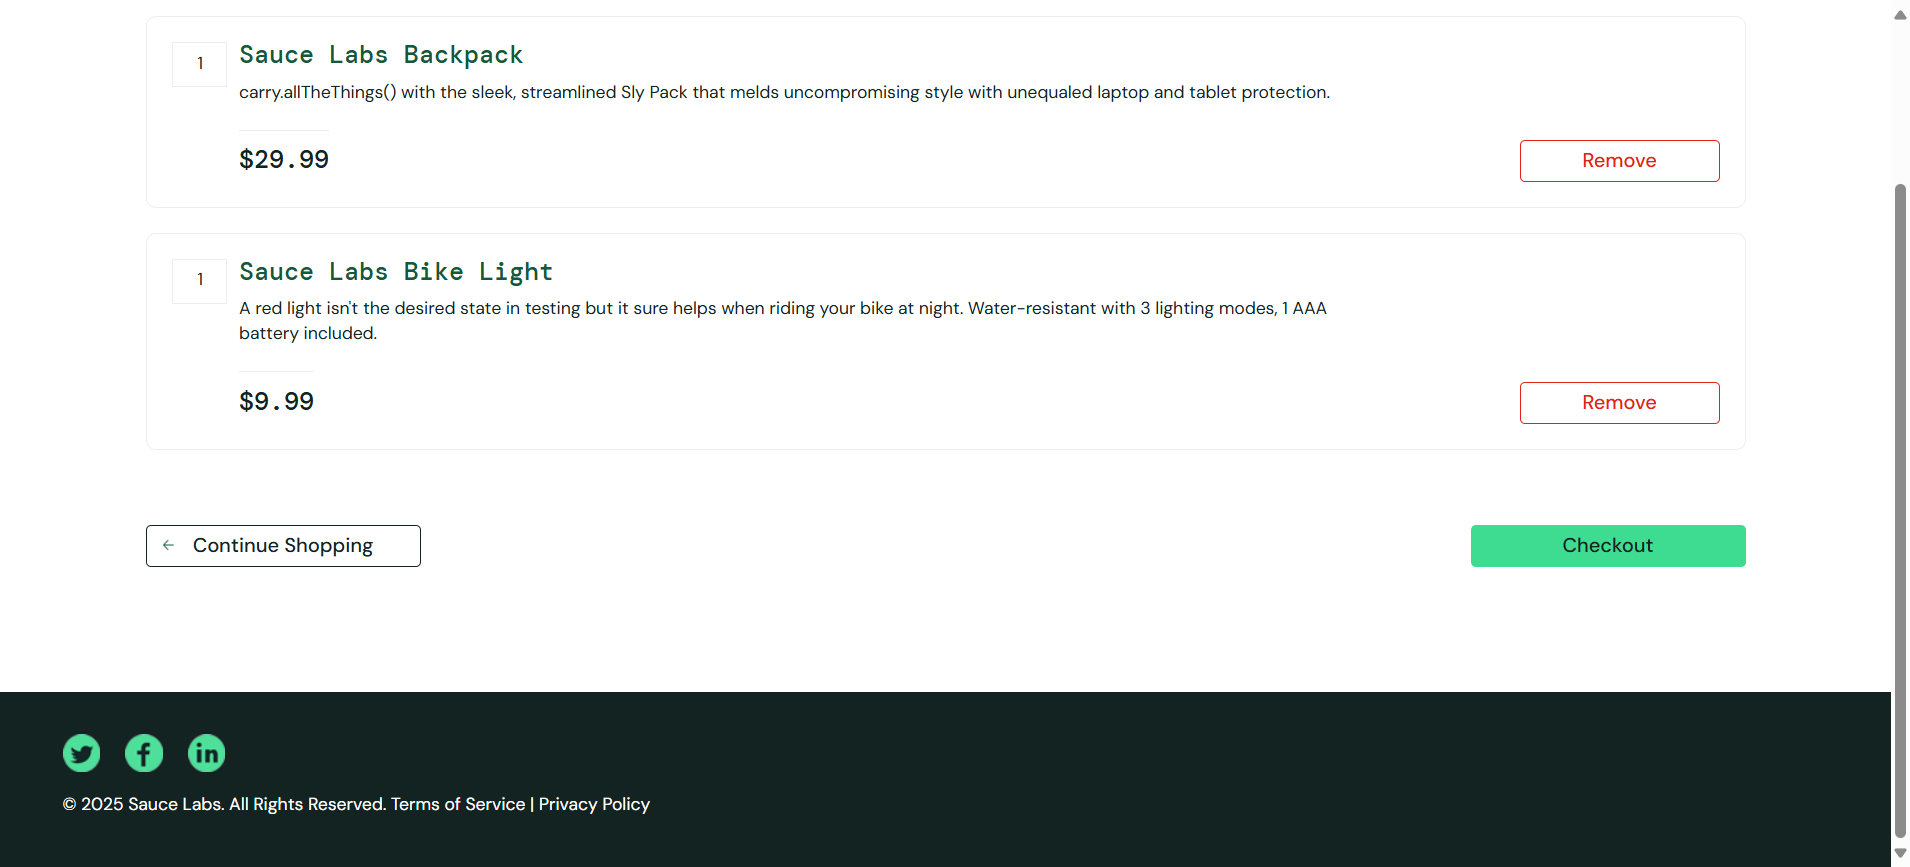 1
Sauce Labs Backpack
carry.allTheThings() with the sleek, streamlined Sly Pack that melds uncompromising style with unequaled laptop and tablet protection.
$29.99
Remove
1
Sauce Labs Bike Light
A red light isn't the desired state in testing but it sure helps when riding your bike at night. Water-resistant with 3 lighting modes, 1 AAA
battery included.
$9.99
Remove
Continue Shopping
Checkout
© 2025 Sauce Labs. All Rights Reserved. Terms of Service | Privacy Policy